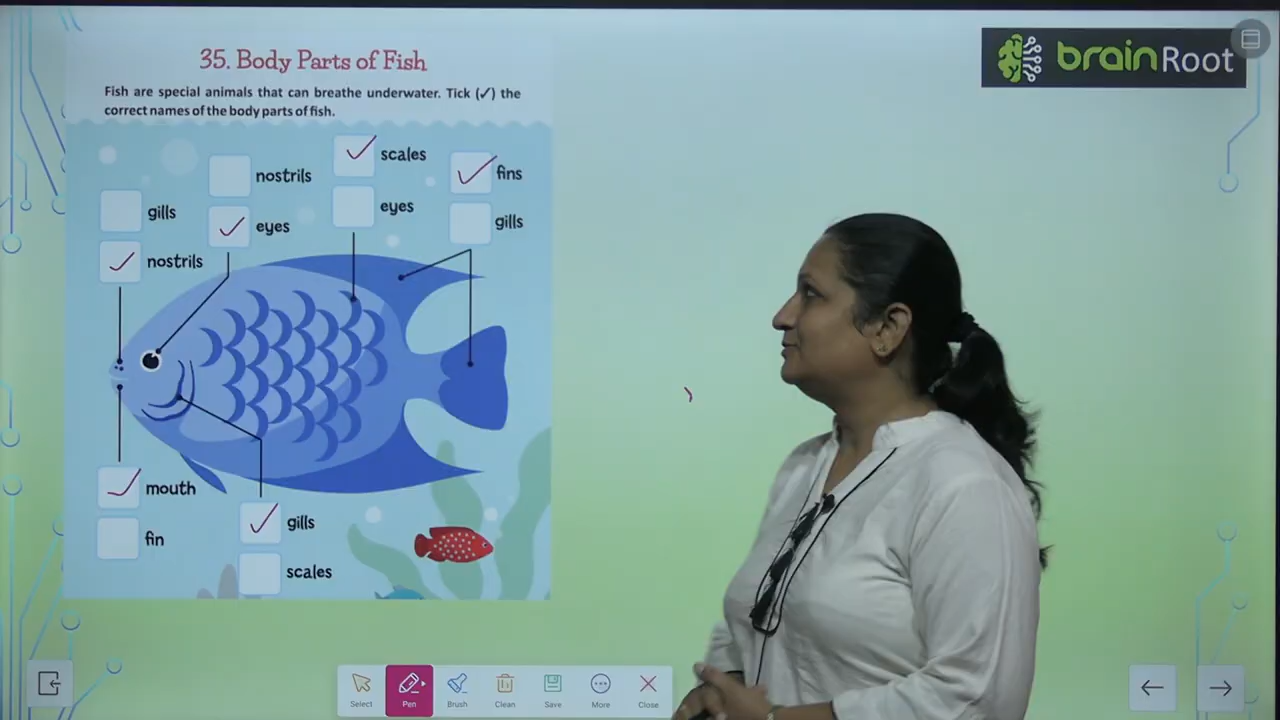 35. Body Parts of Fish
brainRoot
Fish are special animals that can breathe underwater. Tick (✓) the
correct names of the body parts of fish.
gills
nostrils
nostrils
eyes
scales
eyes
fins
gills
mouth
fin
gills
scales
Select
Pen
Brush
Clean
Save
More
Close